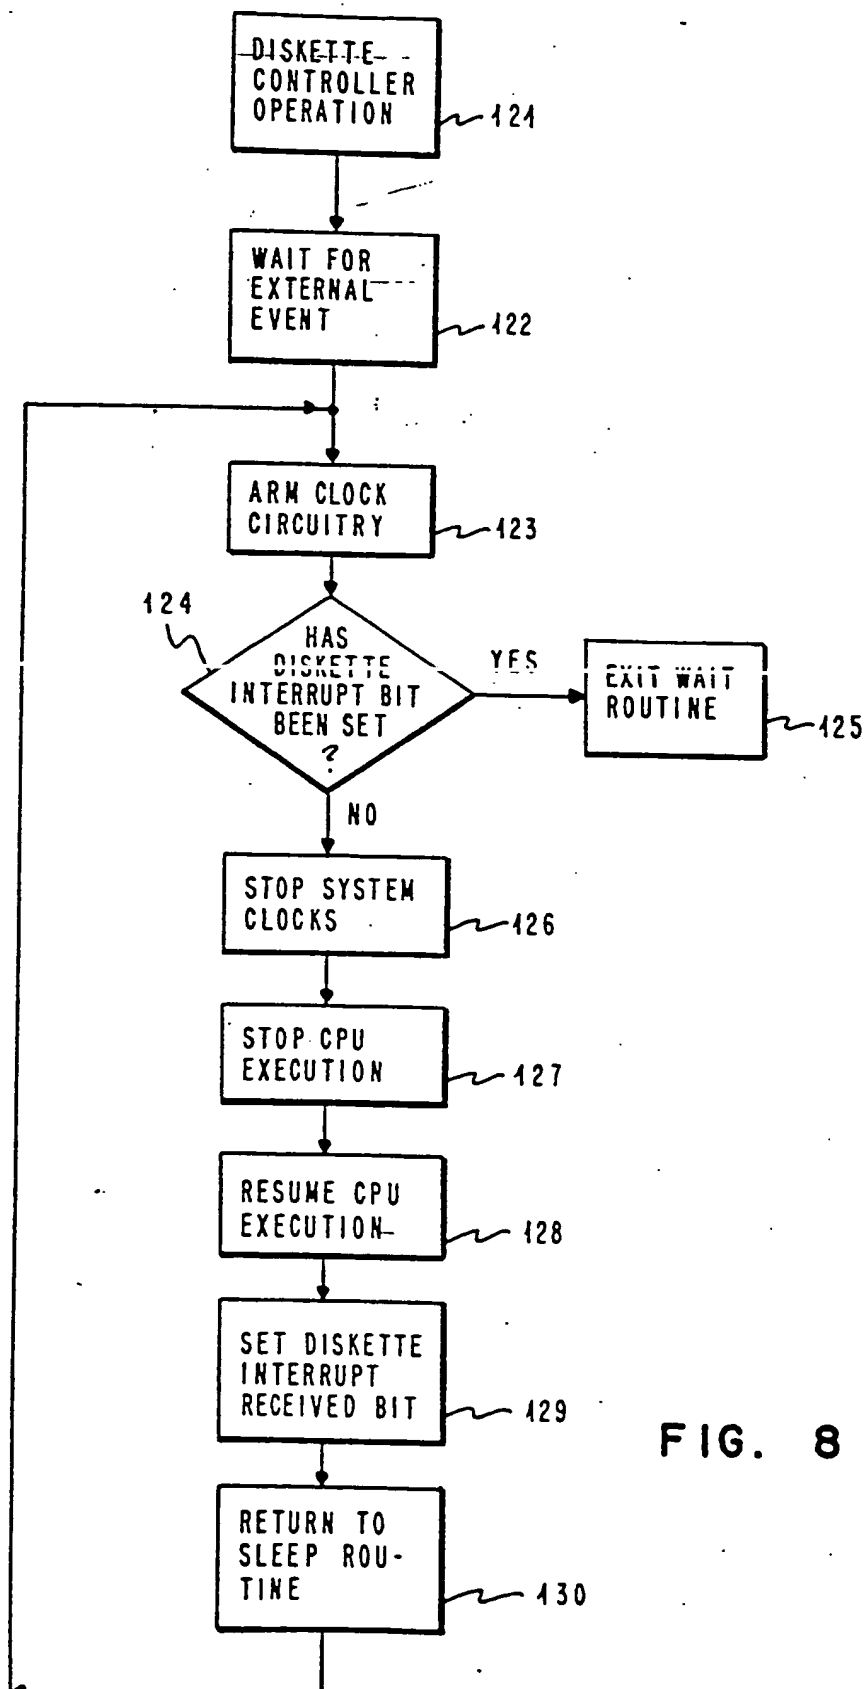 DISKETTE
CONTROLLER
OPERATION
121
WAIT FOR
EXTERNAL
EVENT
122
ARM CLOCK
CIRCUITRY
123
124
HAS
DISKETTE
INTERRUPT BIT
BEEN SET
?
YES
EXIT WAIT
ROUTINE
125
NO
STOP SYSTEM
CLOCKS
126
STOP CPU
EXECUTION
127
RESUME CPU
EXECUTION
128
SET DISKETTE
INTERRUPT
RECEIVED BIT
129
FIG. 8
RETURN TO
SLEEP ROU-
TINE
130